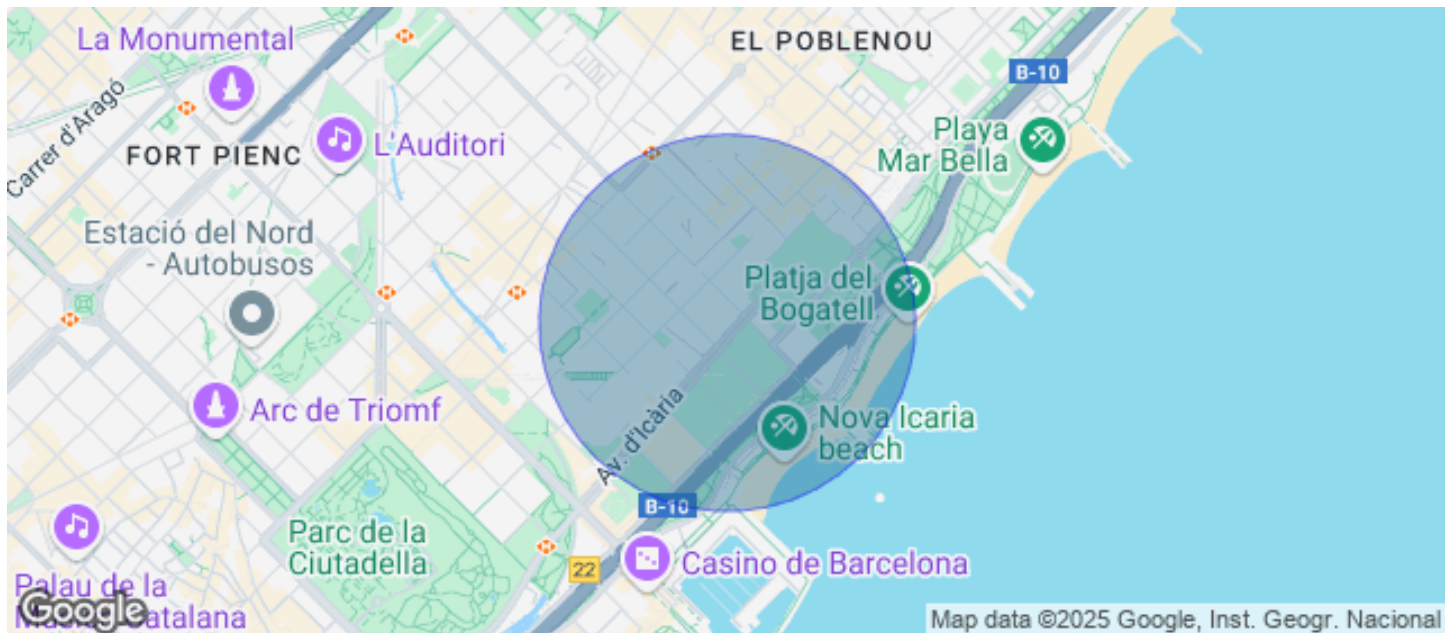 La Monumental
EL POBLENOU
B-10
Carrer d'Aragó
L'Auditori
FORT PIENC
Playa
Mar Bella
Estació del Nord
- Autobusos
Platja del
Bogatell
Arc de Triomf
Av. d'Icària
Nova Icaria
beach
B-10
Parc de la
Ciutadella
22
Casino de Barcelona
Palau de la
Música Catalana
Google
Map data ©2025 Google, Inst. Geogr. Nacional